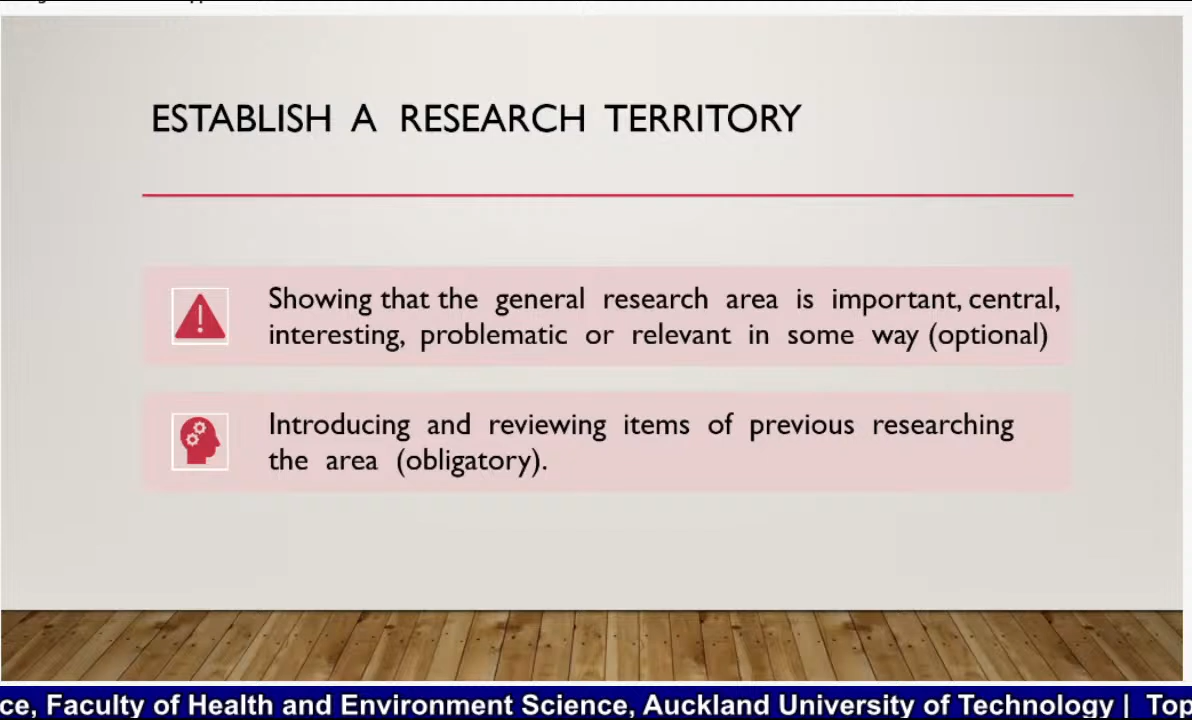 ESTABLISH A RESEARCH TERRITORY
Showing that the general research area is important, central,
interesting, problematic or relevant in some way (optional)
Introducing and reviewing items of previous researching
the area (obligatory).
ce, Faculty of Health and Environment Science, Auckland University of Technology | Top